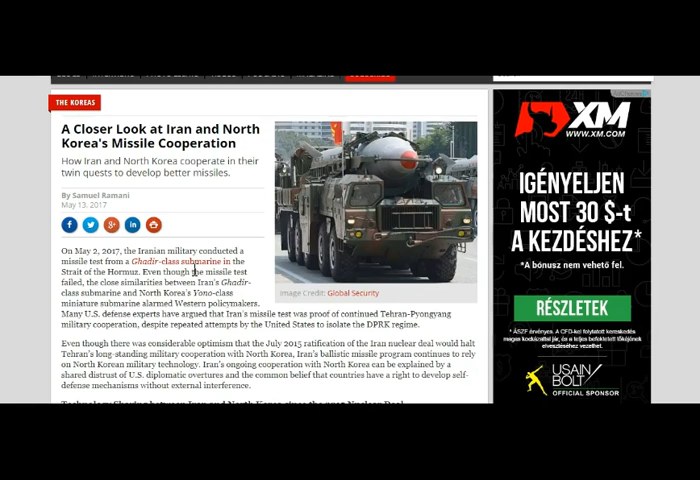 THE KOREAS
A Closer Look at Iran and North
Korea's Missile Cooperation
How Iran and North Korea cooperate in their
twin quests to develop better missiles.
By Samuel Ramani
May 13, 2017
On May 2, 2017, the Iranian military conducted a
missile test from a Ghadir-class submarine in the
Strait of the Hormuz. Even though the missile test
failed, the close similarities between Iran's Ghadir-
class submarine and North Korea's Yono-class
miniature submarine alarmed Western policymakers.
Many U.S. defense experts have argued that Iran's missile test was proof of continued Tehran-Pyongyang
military cooperation, despite repeated attempts by the United States to isolate the DPRK regime.
Even though there was considerable optimism that the July 2015 ratification of the Iran nuclear deal would halt
Tehran's long-standing military cooperation with North Korea, Iran's ballistic missile program continues to rely
on North Korean military technology. Iran's ongoing cooperation with North Korea can be explained by a
shared distrust of U.S. diplomatic overtures and the common belief that countries have a right to develop self-
defense mechanisms without external interference.
Image Credit: Global Security
XM
WWW.XM.COM
IGÉNYELJEN
MOST 30 $-t
A KEZDÉSHEZ*
*A bónusz nem vehető fel.
RÉSZLETEK
USAIN
BOLT
OFFICIAL SPONSOR